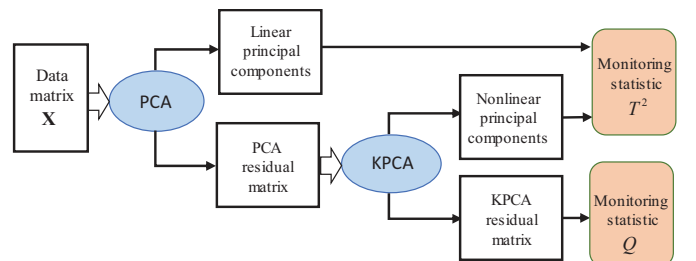 Data
matrix
X
PCA
Linear
principal
components
PCA
residual
matrix
KPCA
Nonlinear
principal
components
KPCA
residual
matrix
Monitoring
statistic
T²
Monitoring
statistic
Q